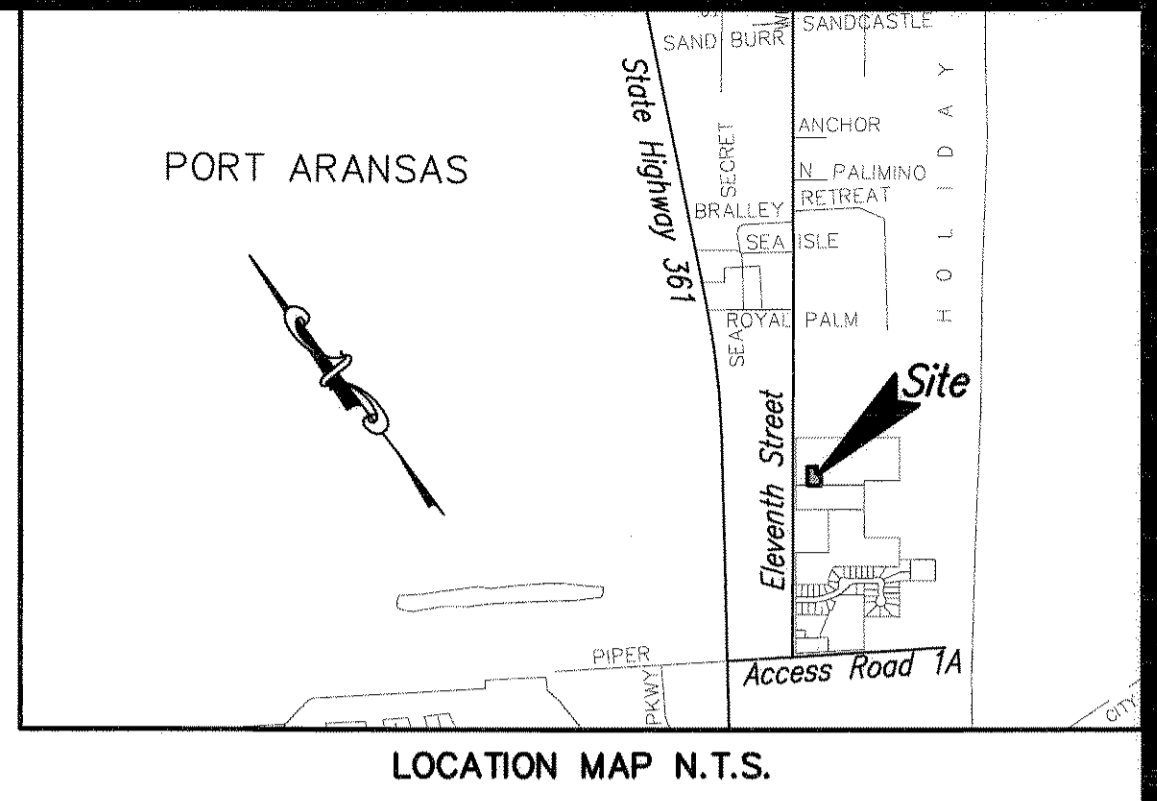 SAND BURR
SANDCASTLE
State Highway 361
SECRET
ANCHOR
HOLIDAY
PORT ARANSAS
N PALIMINO
RETREAT
BRALLEY
SEA ISLE
ROYAL PALM
SEA
Site
Eleventh Street
PIPER
Access Road 1A
PKWY
CITY
LOCATION MAP N.T.S.